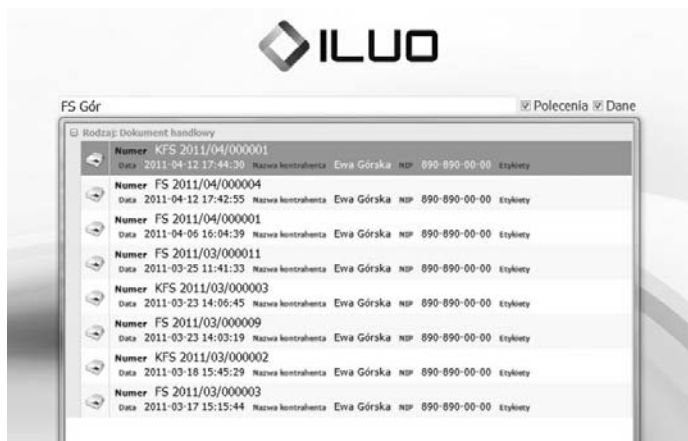 ILUO
FS Gór
Polecenia Dane
Rodzaj: Dokument handlowy
Numer KFS 2011/04/000001
Data 2011-04-12 17:44:30 Nazwa kontrahenta Ewa Górska NIP 890-890-00-00 Etykiety
Numer FS 2011/04/000004
Data 2011-04-12 17:42:55 Nazwa kontrahenta Ewa Górska NIP 890-890-00-00 Etykiety
Numer FS 2011/04/000001
Data 2011-04-06 16:04:39 Nazwa kontrahenta Ewa Górska NIP 890-890-00-00 Etykiety
Numer FS 2011/03/000011
Data 2011-03-25 11:41:33 Nazwa kontrahenta Ewa Górska NIP 890-890-00-00 Etykiety
Numer KFS 2011/03/000003
Data 2011-03-23 14:06:45 Nazwa kontrahenta Ewa Górska NIP 890-890-00-00 Etykiety
Numer FS 2011/03/000009
Data 2011-03-23 14:03:19 Nazwa kontrahenta Ewa Górska NIP 890-890-00-00 Etykiety
Numer KFS 2011/03/000002
Data 2011-03-18 15:45:29 Nazwa kontrahenta Ewa Górska NIP 890-890-00-00 Etykiety
Numer FS 2011/03/000003
Data 2011-03-17 15:15:44 Nazwa kontrahenta Ewa Górska NIP 890-890-00-00 Etykiety